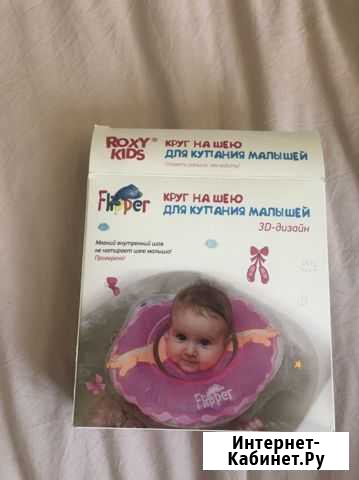 ROXY® KIDS
КРУГ НА ШЕЮ
ДЛЯ КУПАНИЯ МАЛЫШЕЙ
Flipper
КРУГ НА ШЕЮ
ДЛЯ КУПАНИЯ МАЛЫШЕЙ
3D-дизайн
Мягкий внутренний шов
не натирает шею малыша!
Проверено!
Flipper
Интернет-
Кабинет.Ру